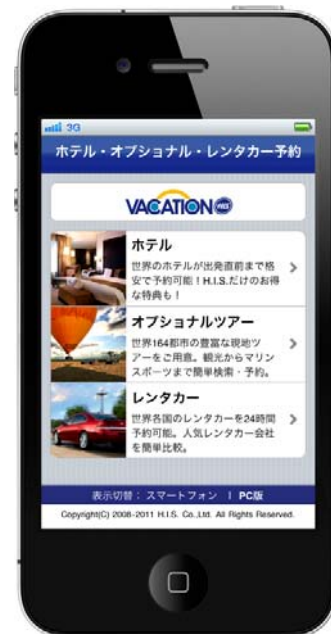 3G
ホテル・オプショナル・レンタカー予約
VACATION H.I.S.
ホテル
世界のホテルが出発直前まで格
安で予約可能！H.I.S.だけのお得
な特典も！
オプショナルツアー
世界164都市の豊富な現地ツ
アーをご用意。観光からマリン
スポーツまで簡単検索・予約。
レンタカー
世界各国のレンタカーを24時間
予約可能。人気レンタカー会社
を簡単比較。
表示切替： スマートフォン | PC版
Copyright(C) 2008-2011 H.I.S. Co.,Ltd. All Rights Reserved.